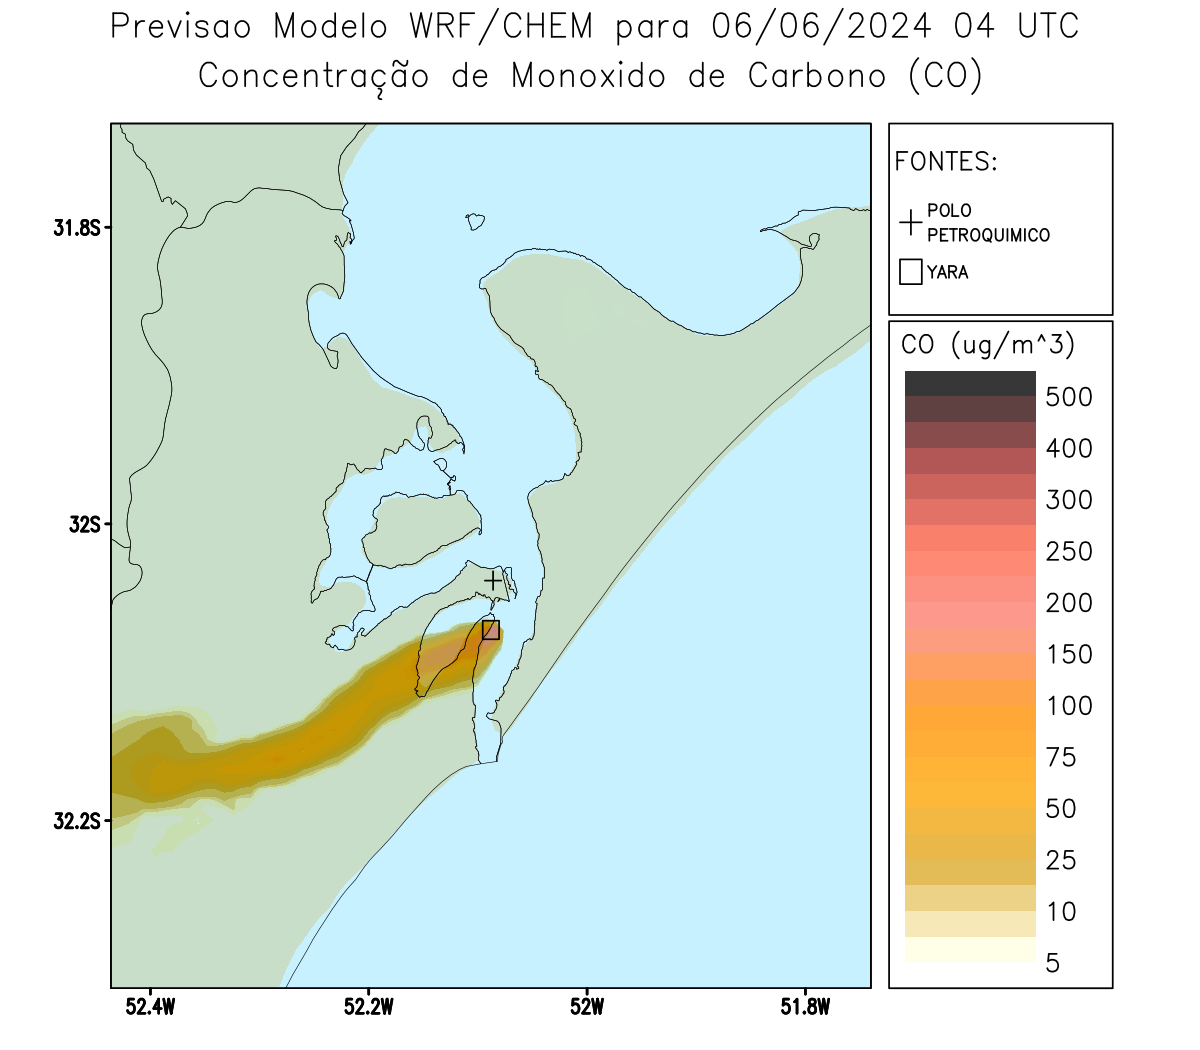 Previsao Modelo WRF/CHEM para 06/06/2024 04 UTC
Concentração de Monoxido de Carbono (CO)
FONTES:
POLO
PETROQUIMICO
YARA
CO (ug/m^3)
500
400
300
250
200
150
100
75
50
25
10
5
31.8S
32S
32.2S
52.4W
52.2W
52W
51.8W